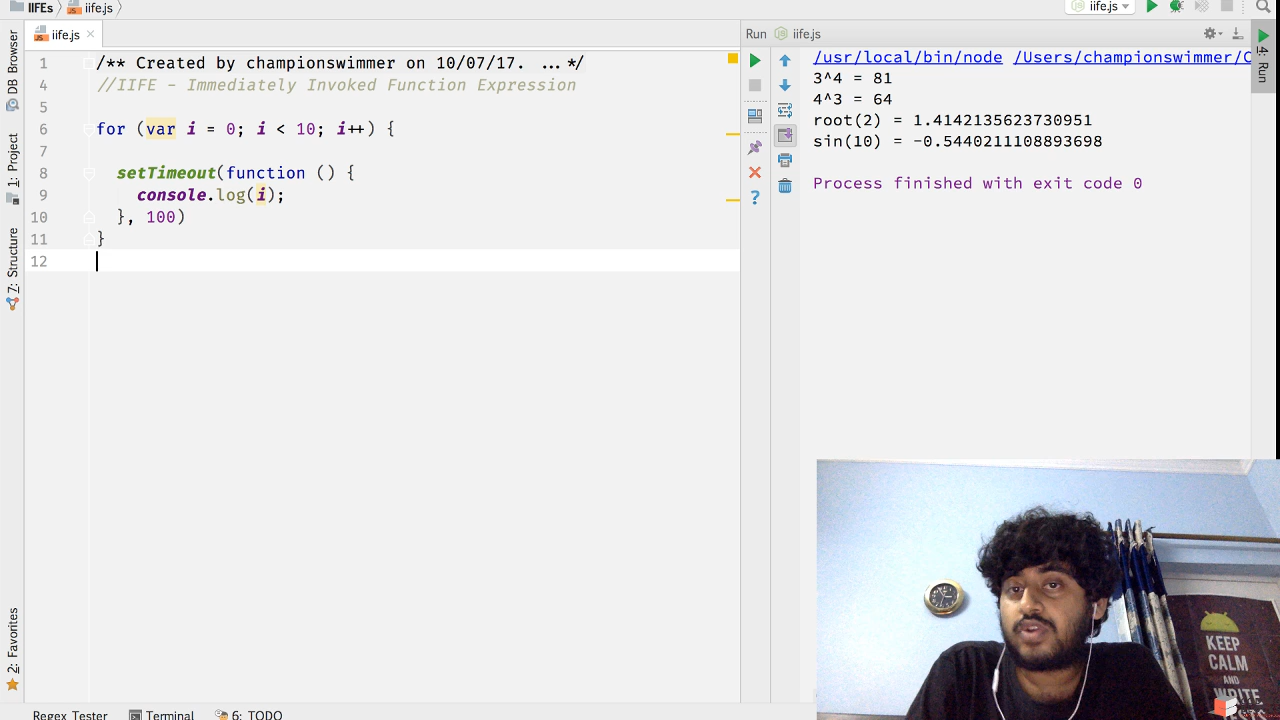 IIFEs iife.js iife.js
iife.js
Run iife.js
DB Browser
1: Project
7: Structure
2: Favorites
4: Run
1 /** Created by championswimmer on 10/07/17. ...*/
4 //IIFE - Immediately Invoked Function Expression
5
6 for (var i = 0; i < 10; i++) {
7
8 setTimeout(function () {
9 console.log(i);
10 }, 100)
11 }
12
/usr/local/bin/node /Users/championswimmer/C
3^4 = 81
4^3 = 64
root(2) = 1.4142135623730951
sin(10) = -0.5440211108893698
Process finished with exit code 0
KEEP
CALM
AND
WRITE
Regex Tester Terminal 6: TODO